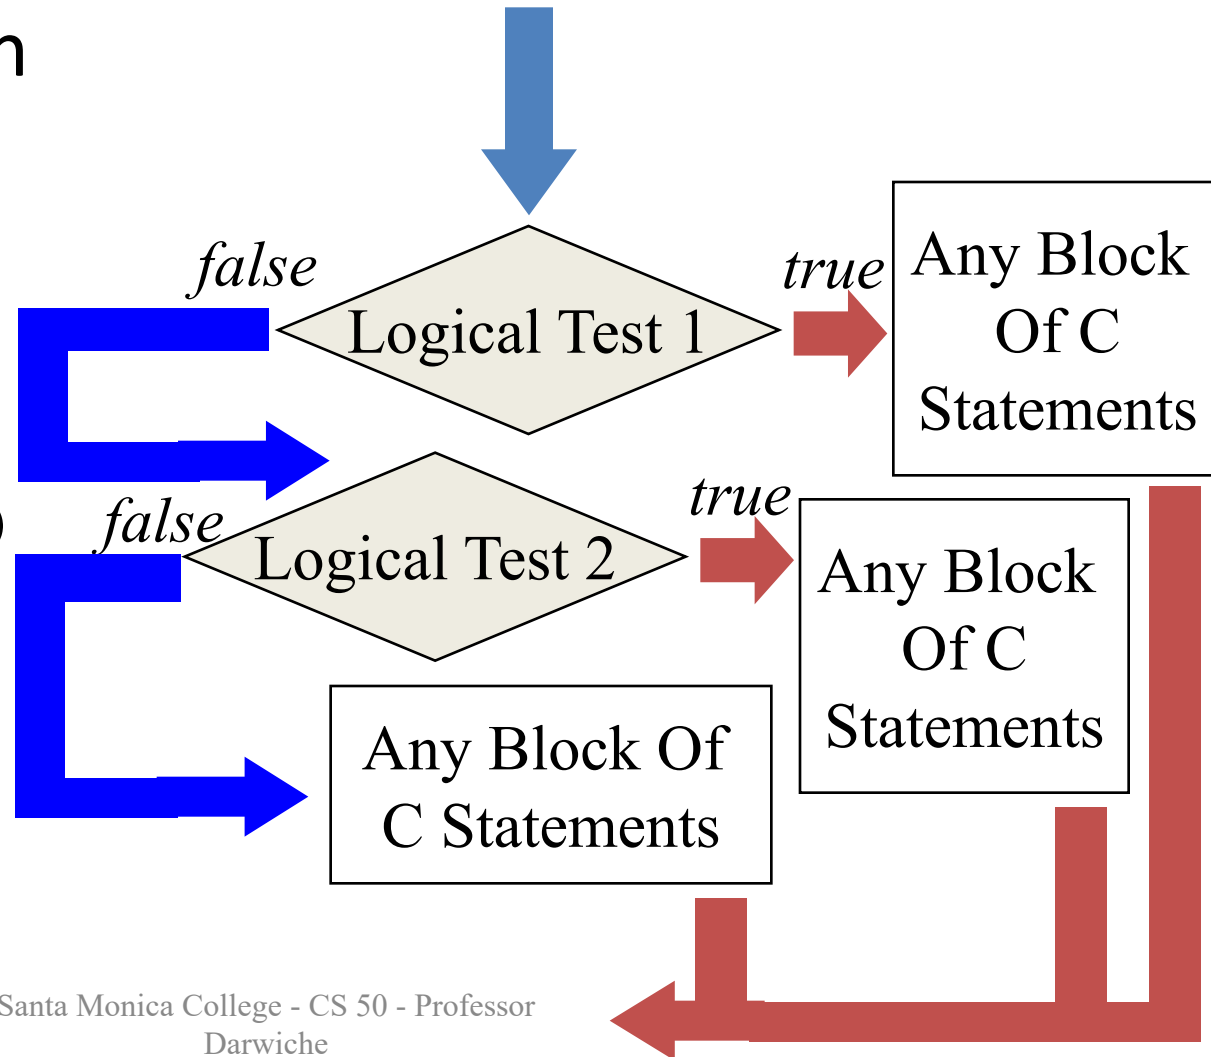 n
false
true
Logical Test 1
Any Block
Of C
Statements
)
false
true
Logical Test 2
Any Block
Of C
Statements
Any Block Of
C Statements
Santa Monica College - CS 50 - Professor
Darwiche